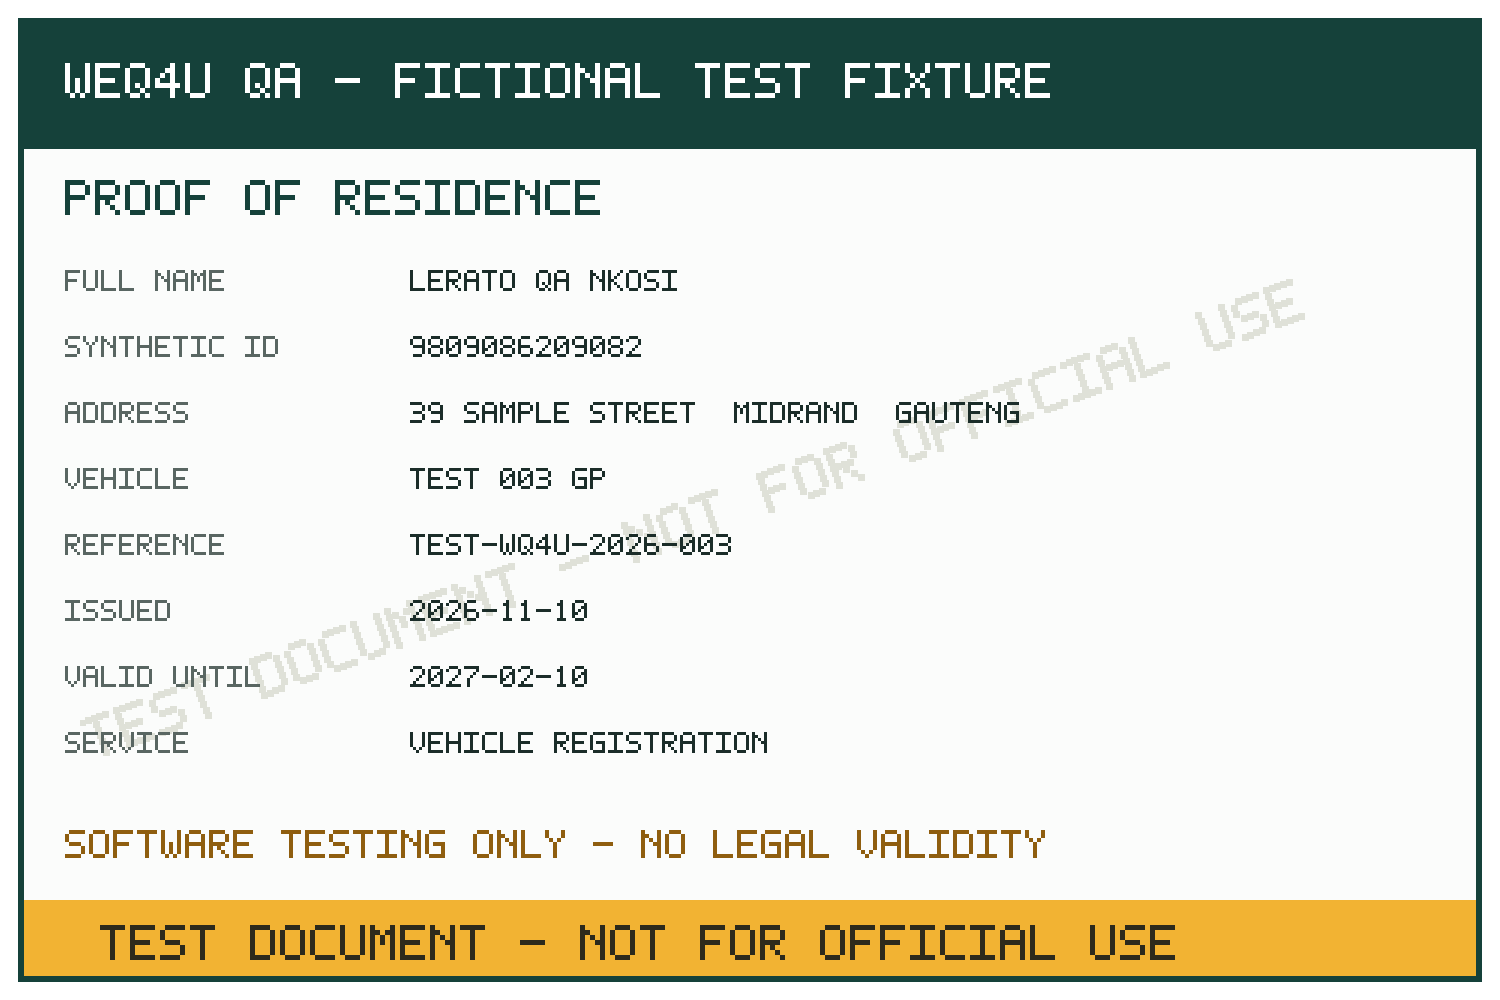 WEQ4U QA - FICTIONAL TEST FIXTURE
PROOF OF RESIDENCE
FULL NAME LERATO QA NKOSI
SYNTHETIC ID 9809086209082
ADDRESS 39 SAMPLE STREET MIDRAND GAUTENG
VEHICLE TEST 003 GP
REFERENCE TEST-WQ4U-2026-003
ISSUED 2026-11-10
VALID UNTIL 2027-02-10
SERVICE VEHICLE REGISTRATION
TEST DOCUMENT - NOT FOR OFFICIAL USE
SOFTWARE TESTING ONLY - NO LEGAL VALIDITY
TEST DOCUMENT - NOT FOR OFFICIAL USE